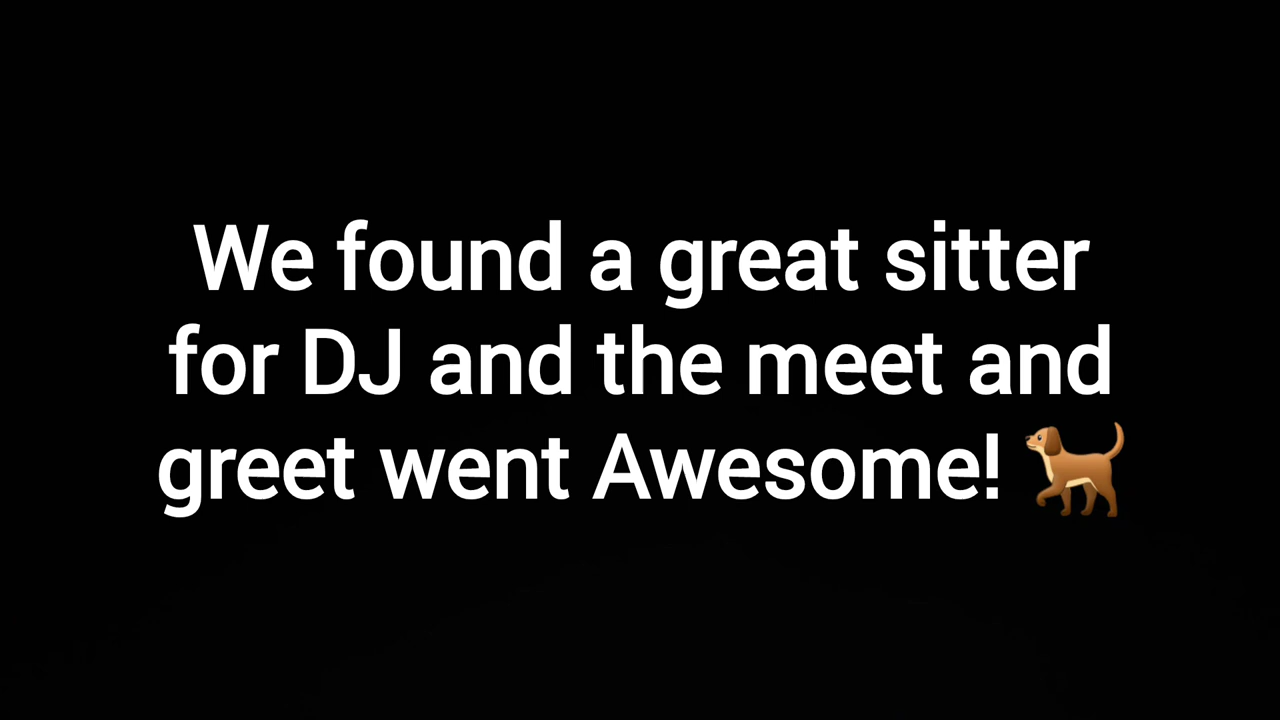 We found a great sitter
for DJ and the meet and
greet went Awesome! 🐕